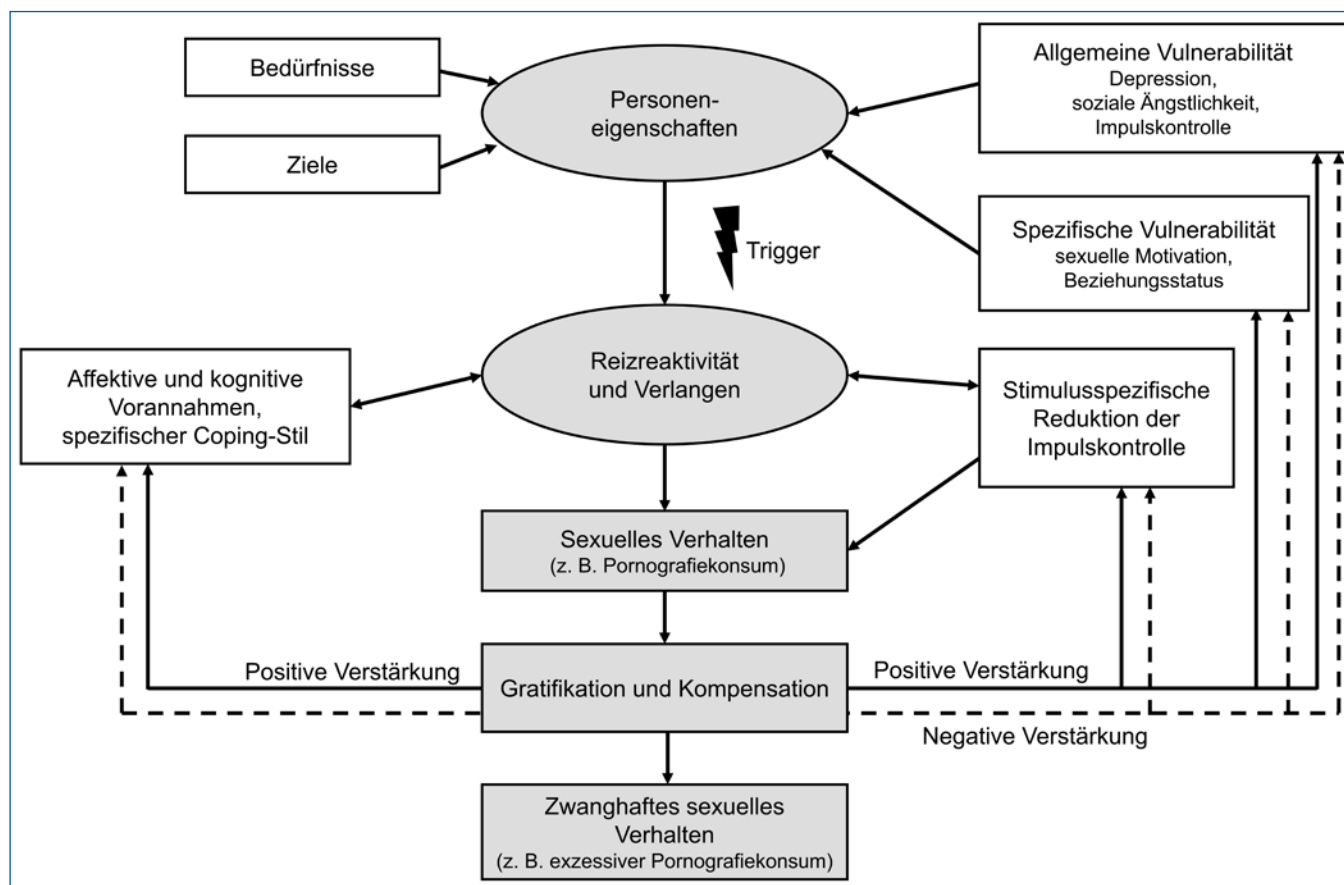 Bedürfnisse
Ziele
Personen-
eigenschaften
Allgemeine Vulnerabilität
Depression,
soziale Ängstlichkeit,
Impulskontrolle
Trigger
Spezifische Vulnerabilität
sexuelle Motivation,
Beziehungsstatus
Affektive und kognitive
Vorannahmen,
spezifischer Coping-Stil
Reizreaktivität
und Verlangen
Stimulusspezifische
Reduktion der
Impulskontrolle
Sexuelles Verhalten
(z. B. Pornografiekonsum)
Positive Verstärkung
Gratifikation und Kompensation
Positive Verstärkung
Negative Verstärkung
Zwanghaftes sexuelles
Verhalten
(z. B. exzessiver Pornografiekonsum)